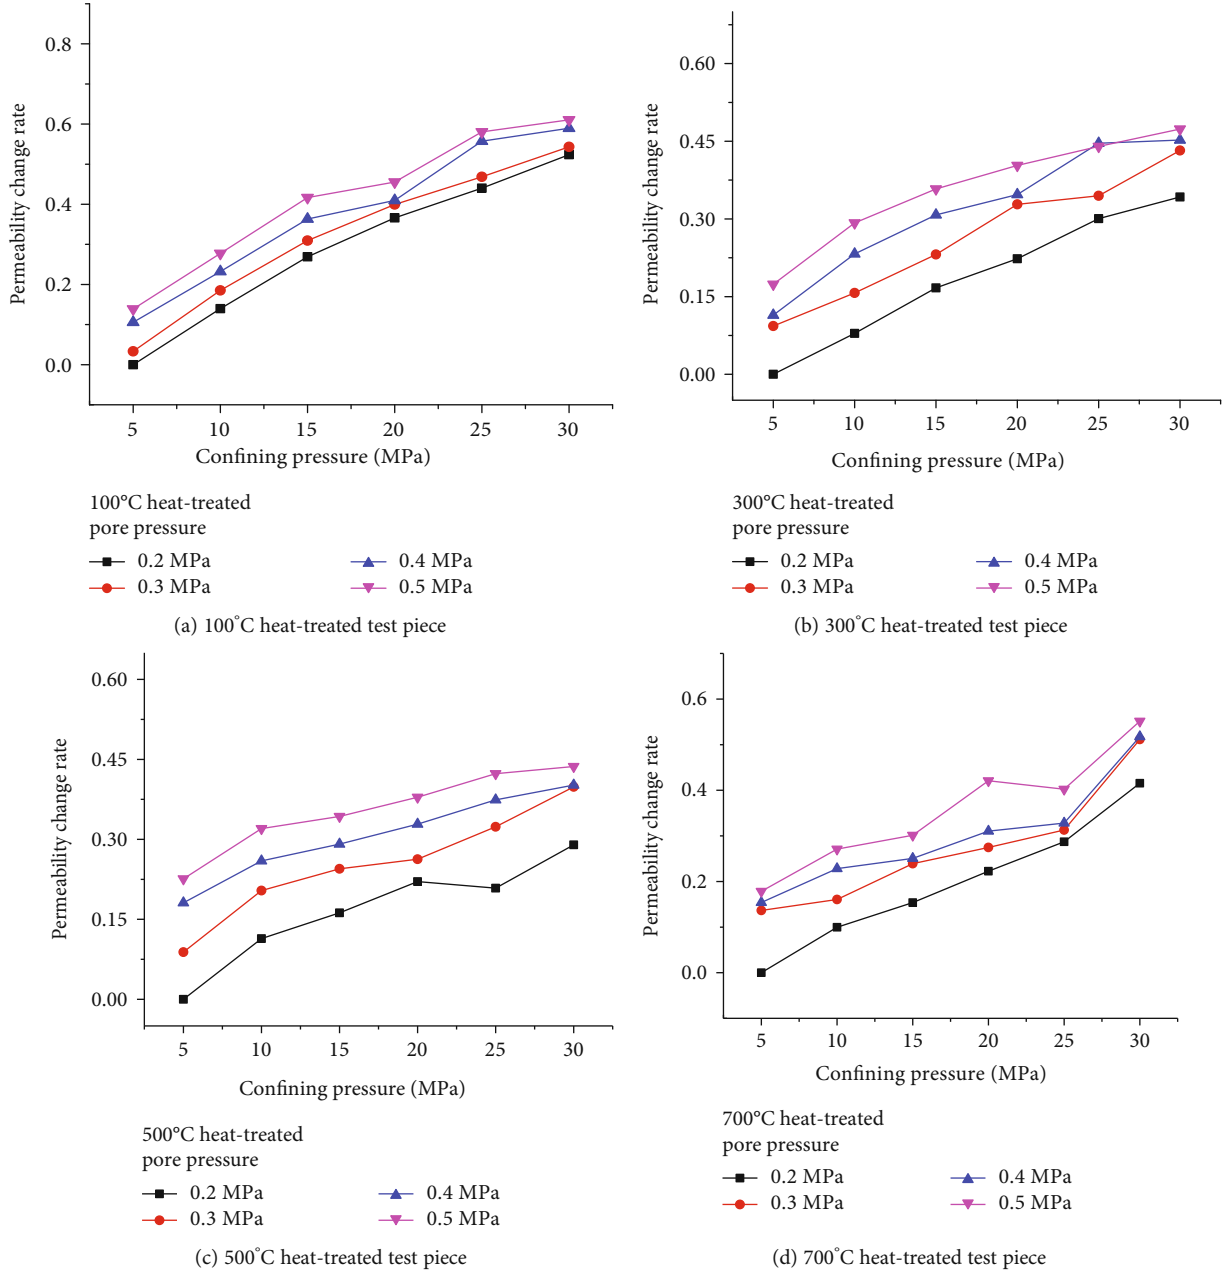 0.8
0.6
0.4
0.2
0.0
Permeability change rate
5 10 15 20 25 30
Confining pressure (MPa)
100°C heat-treated
pore pressure
0.2 MPa 0.4 MPa
0.3 MPa 0.5 MPa
(a) 100°C heat-treated test piece
0.60
0.45
0.30
0.15
0.00
Permeability change rate
5 10 15 20 25 30
Confining pressure (MPa)
300°C heat-treated
pore pressure
0.2 MPa 0.4 MPa
0.3 MPa 0.5 MPa
(b) 300°C heat-treated test piece
0.60
0.45
0.30
0.15
0.00
Permeability change rate
5 10 15 20 25 30
Confining pressure (MPa)
500°C heat-treated
pore pressure
0.2 MPa 0.4 MPa
0.3 MPa 0.5 MPa
(c) 500°C heat-treated test piece
0.6
0.4
0.2
0.0
Permeability change rate
5 10 15 20 25 30
Confining pressure (MPa)
700°C heat-treated
pore pressure
0.2 MPa 0.4 MPa
0.3 MPa 0.5 MPa
(d) 700°C heat-treated test piece